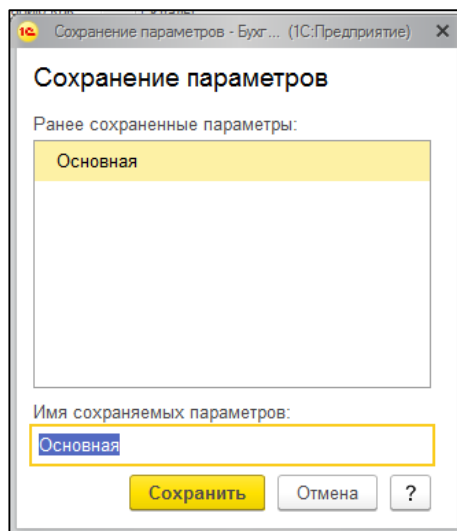 Сохранение параметров - Бухг... (1С:Предприятие)
Сохранение параметров
Ранее сохраненные параметры:
Основная
Имя сохраняемых параметров:
Основная
Сохранить Отмена ?